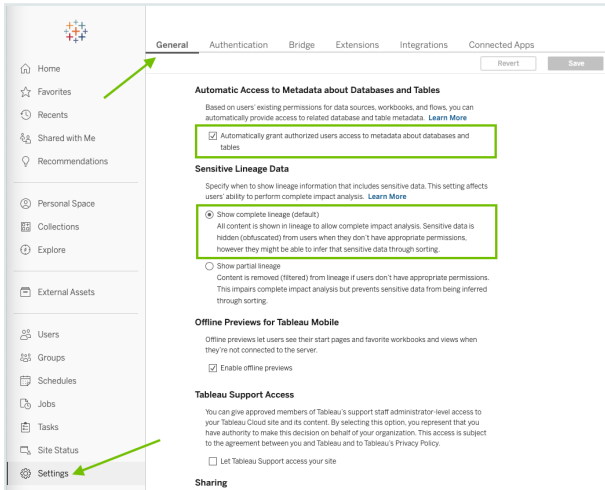 General Authentication Bridge Extensions Integrations Connected Apps
Revert Save
Home
Favorites
Recents
Shared with Me
Recommendations
Personal Space
Collections
Explore
External Assets
Users
Groups
Schedules
Jobs
Tasks
Site Status
Settings
Automatic Access to Metadata about Databases and Tables
Based on users' existing permissions for data sources, workbooks, and flows, you can
automatically provide access to related database and table metadata. Learn More
Automatically grant authorized users access to metadata about databases and
tables
Sensitive Lineage Data
Specify when to show lineage information that includes sensitive data. This setting affects
users' ability to perform complete impact analysis. Learn More
Show complete lineage (default)
All content is shown in lineage to allow complete impact analysis. Sensitive data is
hidden (obfuscated) from users when they don't have appropriate permissions,
however they might be able to infer that sensitive data through sorting.
Show partial lineage
Content is removed (filtered) from lineage if users don't have appropriate permissions.
This impairs complete impact analysis but prevents sensitive data from being inferred
through sorting.
Offline Previews for Tableau Mobile
Offline previews let users see their start pages and favorite workbooks and views when
they're not connected to the server.
Enable offline previews
Tableau Support Access
You can give approved members of Tableau's support staff administrator-level access to
your Tableau Cloud site and its content. By selecting this option, you represent that you
have authority to make this decision on behalf of your organization. This access is subject
to the agreement between you and Tableau and to Tableau's Privacy Policy.
Let Tableau Support access your site
Sharing